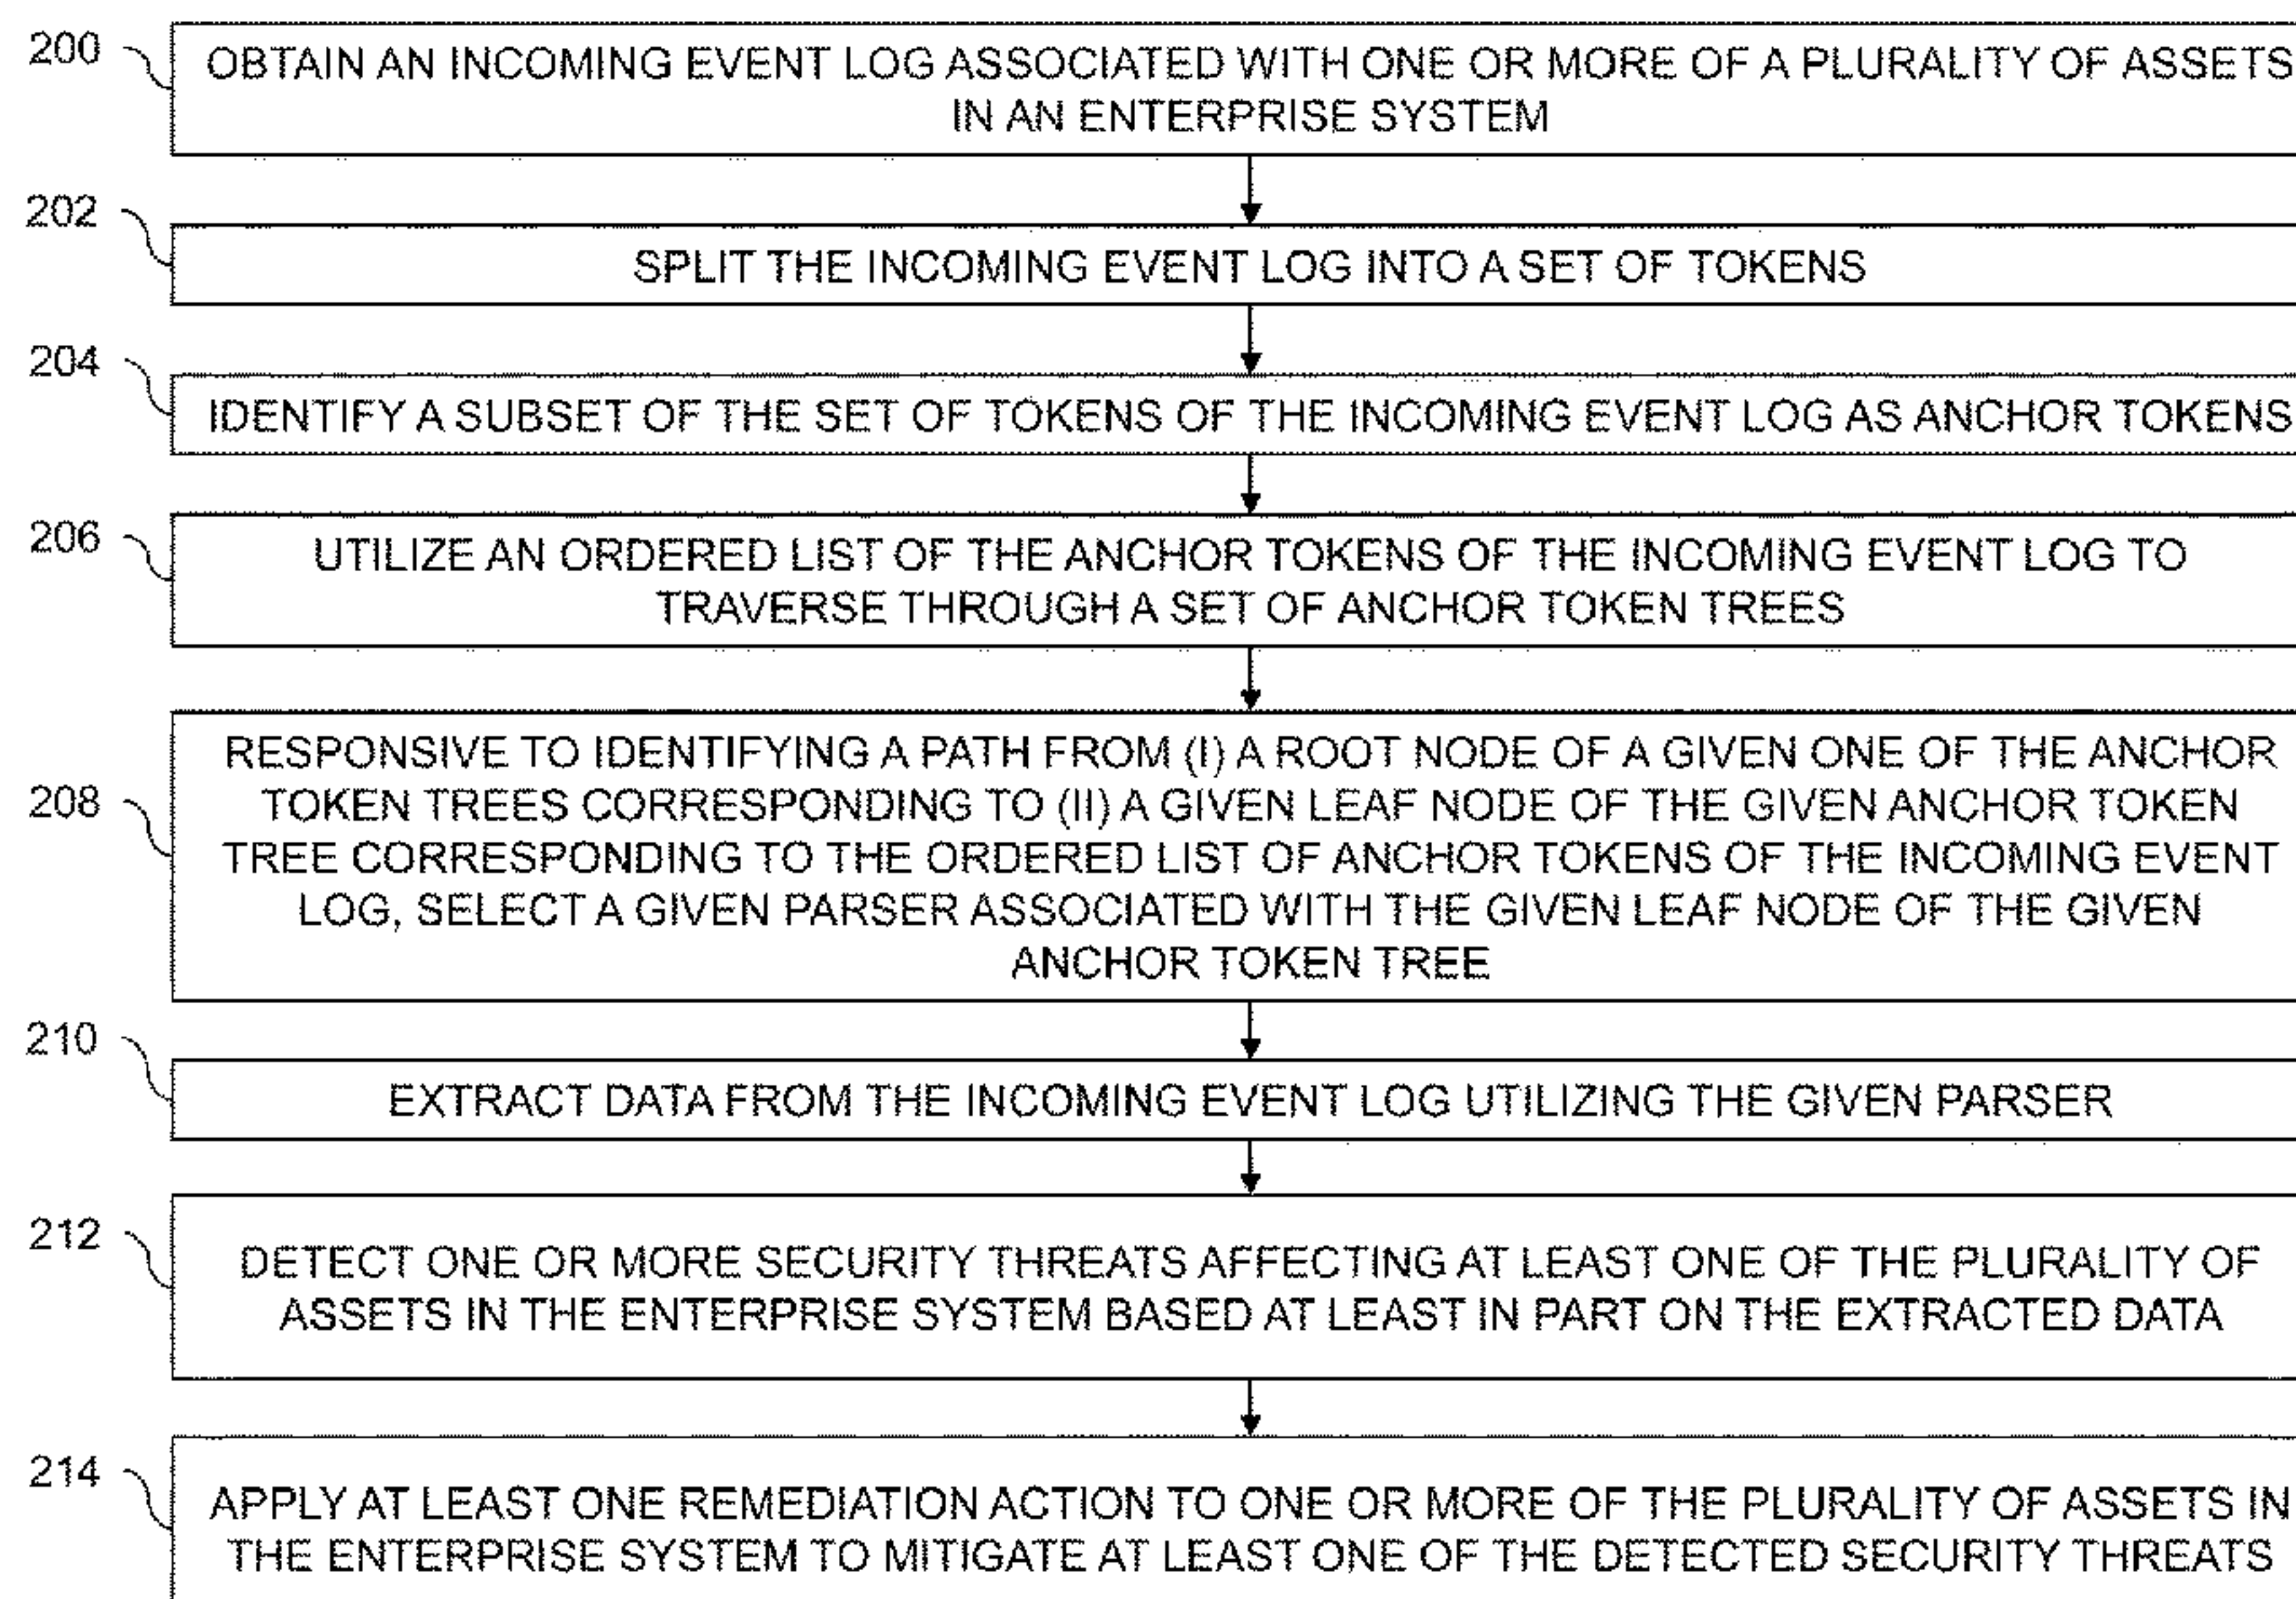 200
OBTAIN AN INCOMING EVENT LOG ASSOCIATED WITH ONE OR MORE OF A PLURALITY OF ASSETS
IN AN ENTERPRISE SYSTEM
202
SPLIT THE INCOMING EVENT LOG INTO A SET OF TOKENS
204
IDENTIFY A SUBSET OF THE SET OF TOKENS OF THE INCOMING EVENT LOG AS ANCHOR TOKENS
206
UTILIZE AN ORDERED LIST OF THE ANCHOR TOKENS OF THE INCOMING EVENT LOG TO
TRAVERSE THROUGH A SET OF ANCHOR TOKEN TREES
208
RESPONSIVE TO IDENTIFYING A PATH FROM (I) A ROOT NODE OF A GIVEN ONE OF THE ANCHOR
TOKEN TREES CORRESPONDING TO (II) A GIVEN LEAF NODE OF THE GIVEN ANCHOR TOKEN
TREE CORRESPONDING TO THE ORDERED LIST OF ANCHOR TOKENS OF THE INCOMING EVENT
LOG, SELECT A GIVEN PARSER ASSOCIATED WITH THE GIVEN LEAF NODE OF THE GIVEN
ANCHOR TOKEN TREE
210
EXTRACT DATA FROM THE INCOMING EVENT LOG UTILIZING THE GIVEN PARSER
212
DETECT ONE OR MORE SECURITY THREATS AFFECTING AT LEAST ONE OF THE PLURALITY OF
ASSETS IN THE ENTERPRISE SYSTEM BASED AT LEAST IN PART ON THE EXTRACTED DATA
214
APPLY AT LEAST ONE REMEDIATION ACTION TO ONE OR MORE OF THE PLURALITY OF ASSETS IN
THE ENTERPRISE SYSTEM TO MITIGATE AT LEAST ONE OF THE DETECTED SECURITY THREATS